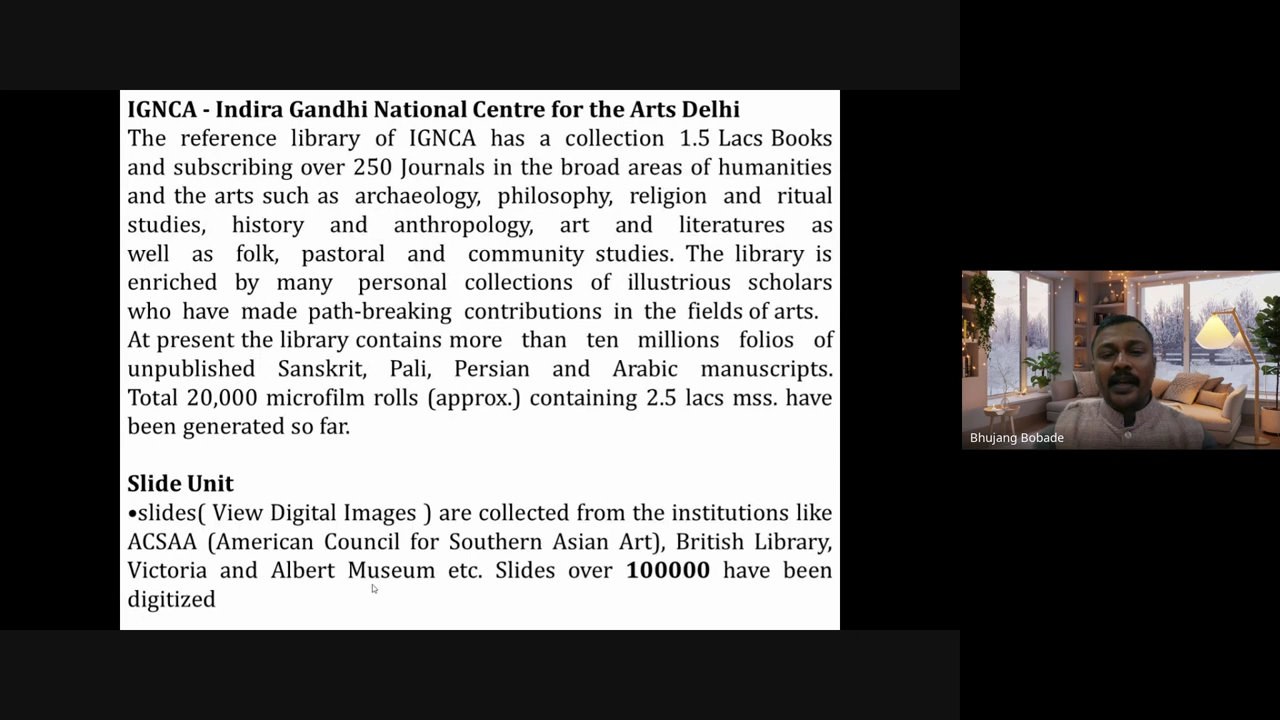 IGNCA - Indira Gandhi National Centre for the Arts Delhi
The reference library of IGNCA has a collection 1.5 Lacs Books
and subscribing over 250 Journals in the broad areas of humanities
and the arts such as archaeology, philosophy, religion and ritual
studies, history and anthropology, art and literatures as
well as folk, pastoral and community studies. The library is
enriched by many personal collections of illustrious scholars
who have made path-breaking contributions in the fields of arts.
At present the library contains more than ten millions folios of
unpublished Sanskrit, Pali, Persian and Arabic manuscripts.
Total 20,000 microfilm rolls (approx.) containing 2.5 lacs mss. have
been generated so far.
Slide Unit
•slides( View Digital Images ) are collected from the institutions like
ACSAA (American Council for Southern Asian Art), British Library,
Victoria and Albert Museum etc. Slides over 100000 have been
digitized
Bhujang Bobade